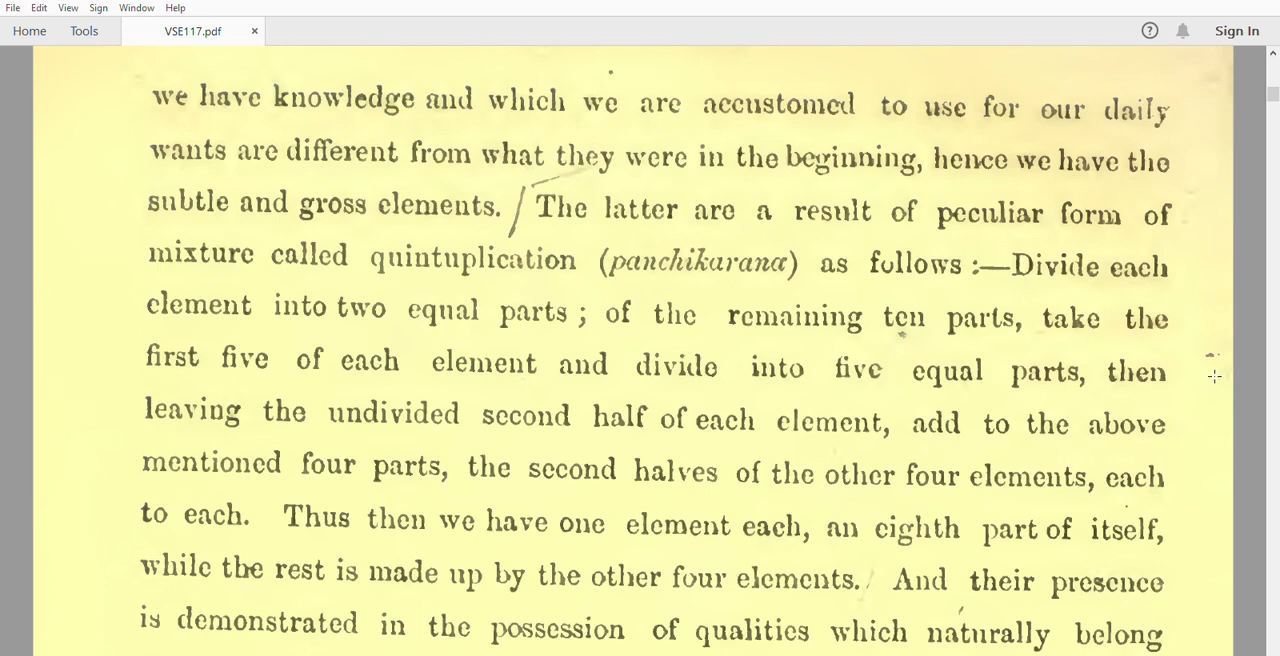 File Edit View Sign Window Help
Home Tools VSE117.pdf × ? Sign In
we have knowledge and which we are accustomed to use for our daily
wants are different from what they were in the beginning, hence we have the
subtle and gross elements. The latter are a result of peculiar form of
mixture called quintuplication (panchikarana) as follows :—Divide each
element into two equal parts ; of the remaining ten parts, take the
first five of each element and divide into five equal parts, then
leaving the undivided second half of each element, add to the above
mentioned four parts, the second halves of the other four elements, each
to each. Thus then we have one element each, an eighth part of itself,
while the rest is made up by the other four elements. And their presence
is demonstrated in the possession of qualities which naturally belong